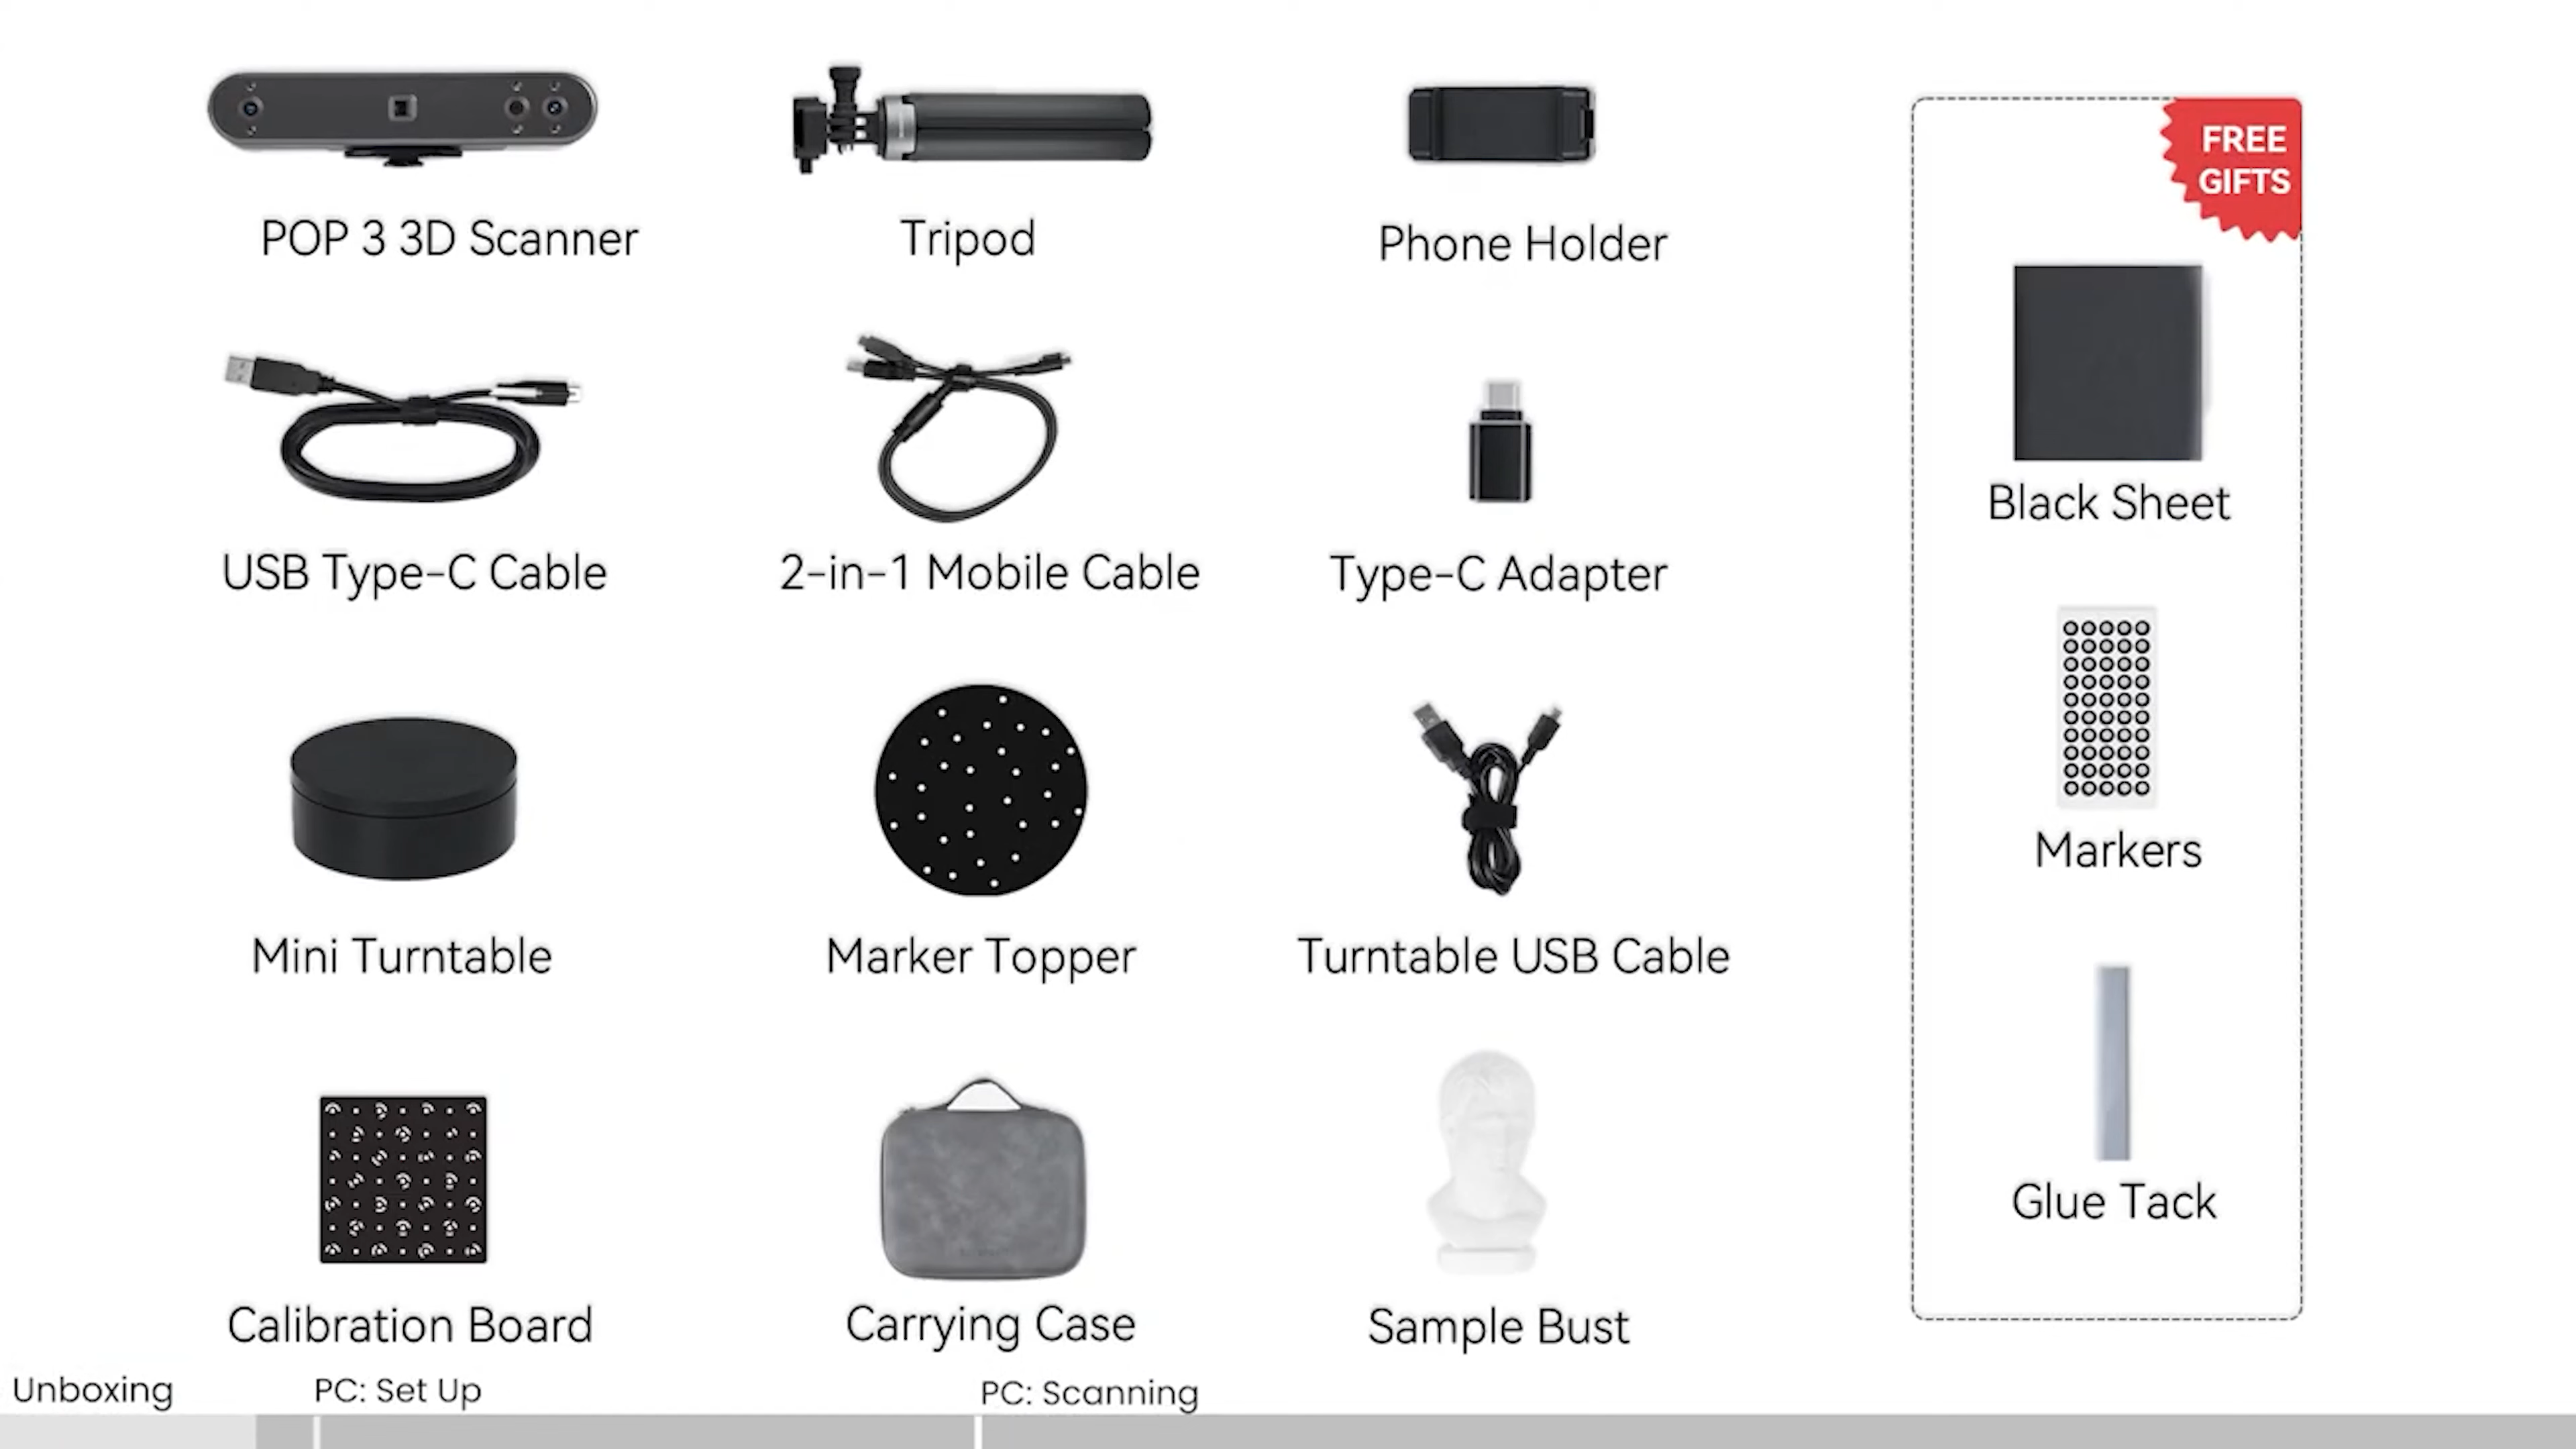 FREE
GIFTS
POP 3 3D Scanner
Tripod
Phone Holder
Black Sheet
USB Type-C Cable
2-in-1 Mobile Cable
Type-C Adapter
Markers
Mini Turntable
Marker Topper
Turntable USB Cable
Glue Tack
Calibration Board
Carrying Case
Sample Bust
Unboxing
PC: Set Up
PC: Scanning